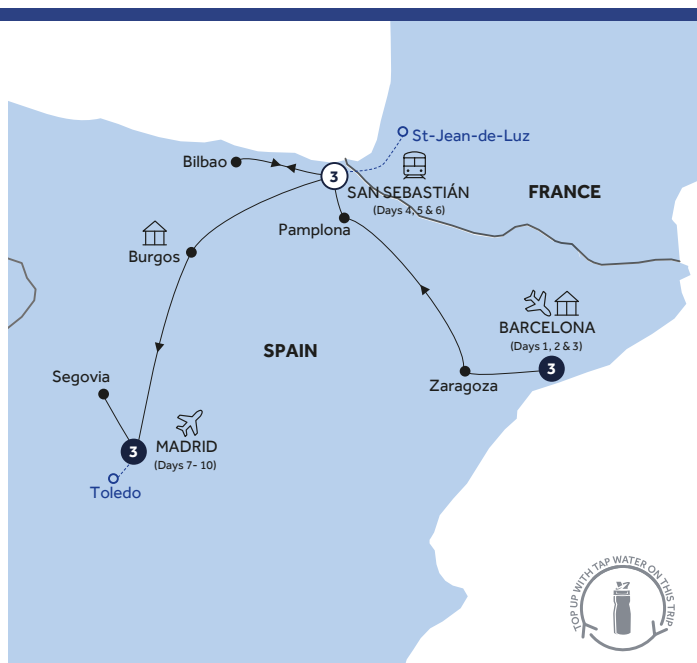 St-Jean-de-Luz
Bilbao
3
SAN SEBASTIÁN
(Days 4, 5 & 6)
FRANCE
Pamplona
Burgos
BARCELONA
(Days 1, 2 & 3)
SPAIN
3
Segovia
Zaragoza
3
MADRID
(Days 7- 10)
Toledo
TOP UP WITH TAP WATER ON THIS TRIP